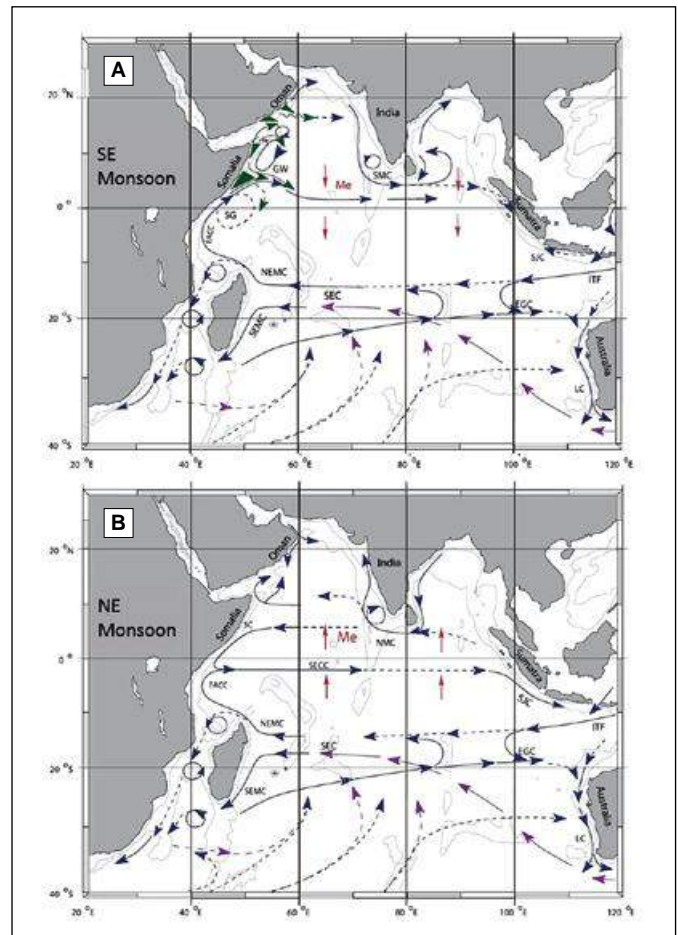 A
SE
Monsoon
20 °N
0 °
20 °S
40 °S
20 °E
40 °E
60 °E
80 °E
100 °E
120 °E
Oman
India
Somalia
GW
SMC
Me
SG
EACC
Sumatra
SJC
NEMC
ITF
SEC
EGC
SEMC
Australia
LC
B
NE
Monsoon
20 °N
0 °
20 °S
40 °S
20 °E
40 °E
60 °E
80 °E
100 °E
120 °E
Oman
India
Somalia
SC
Me
NMC
SECC
Sumatra
EACC
SJC
NEMC
ITF
SEC
EGC
SEMC
Australia
LC